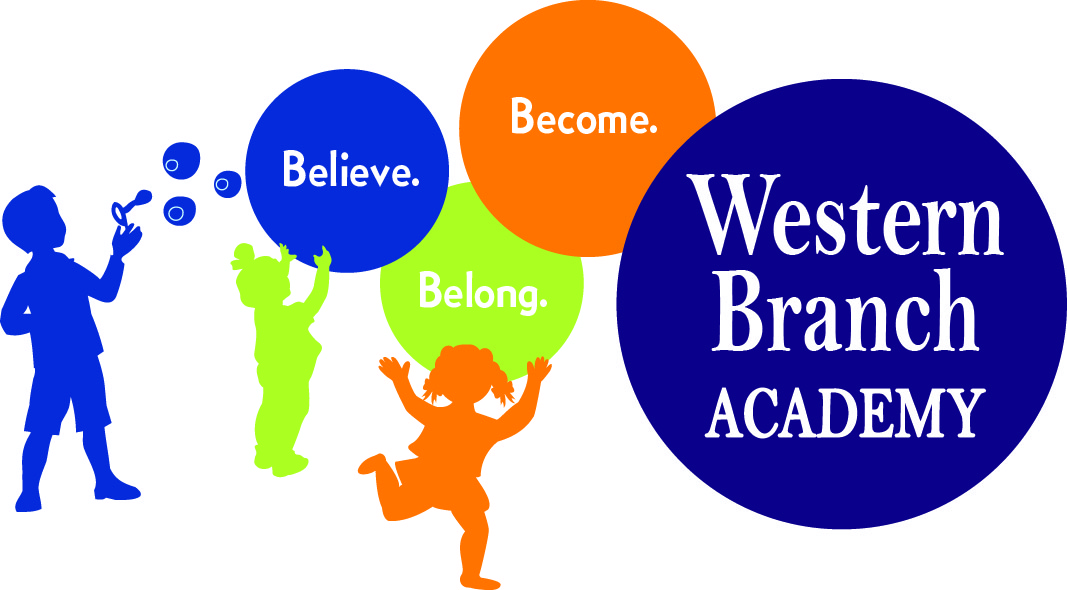 Believe.
Belong.
Become.
Western
Branch
ACADEMY